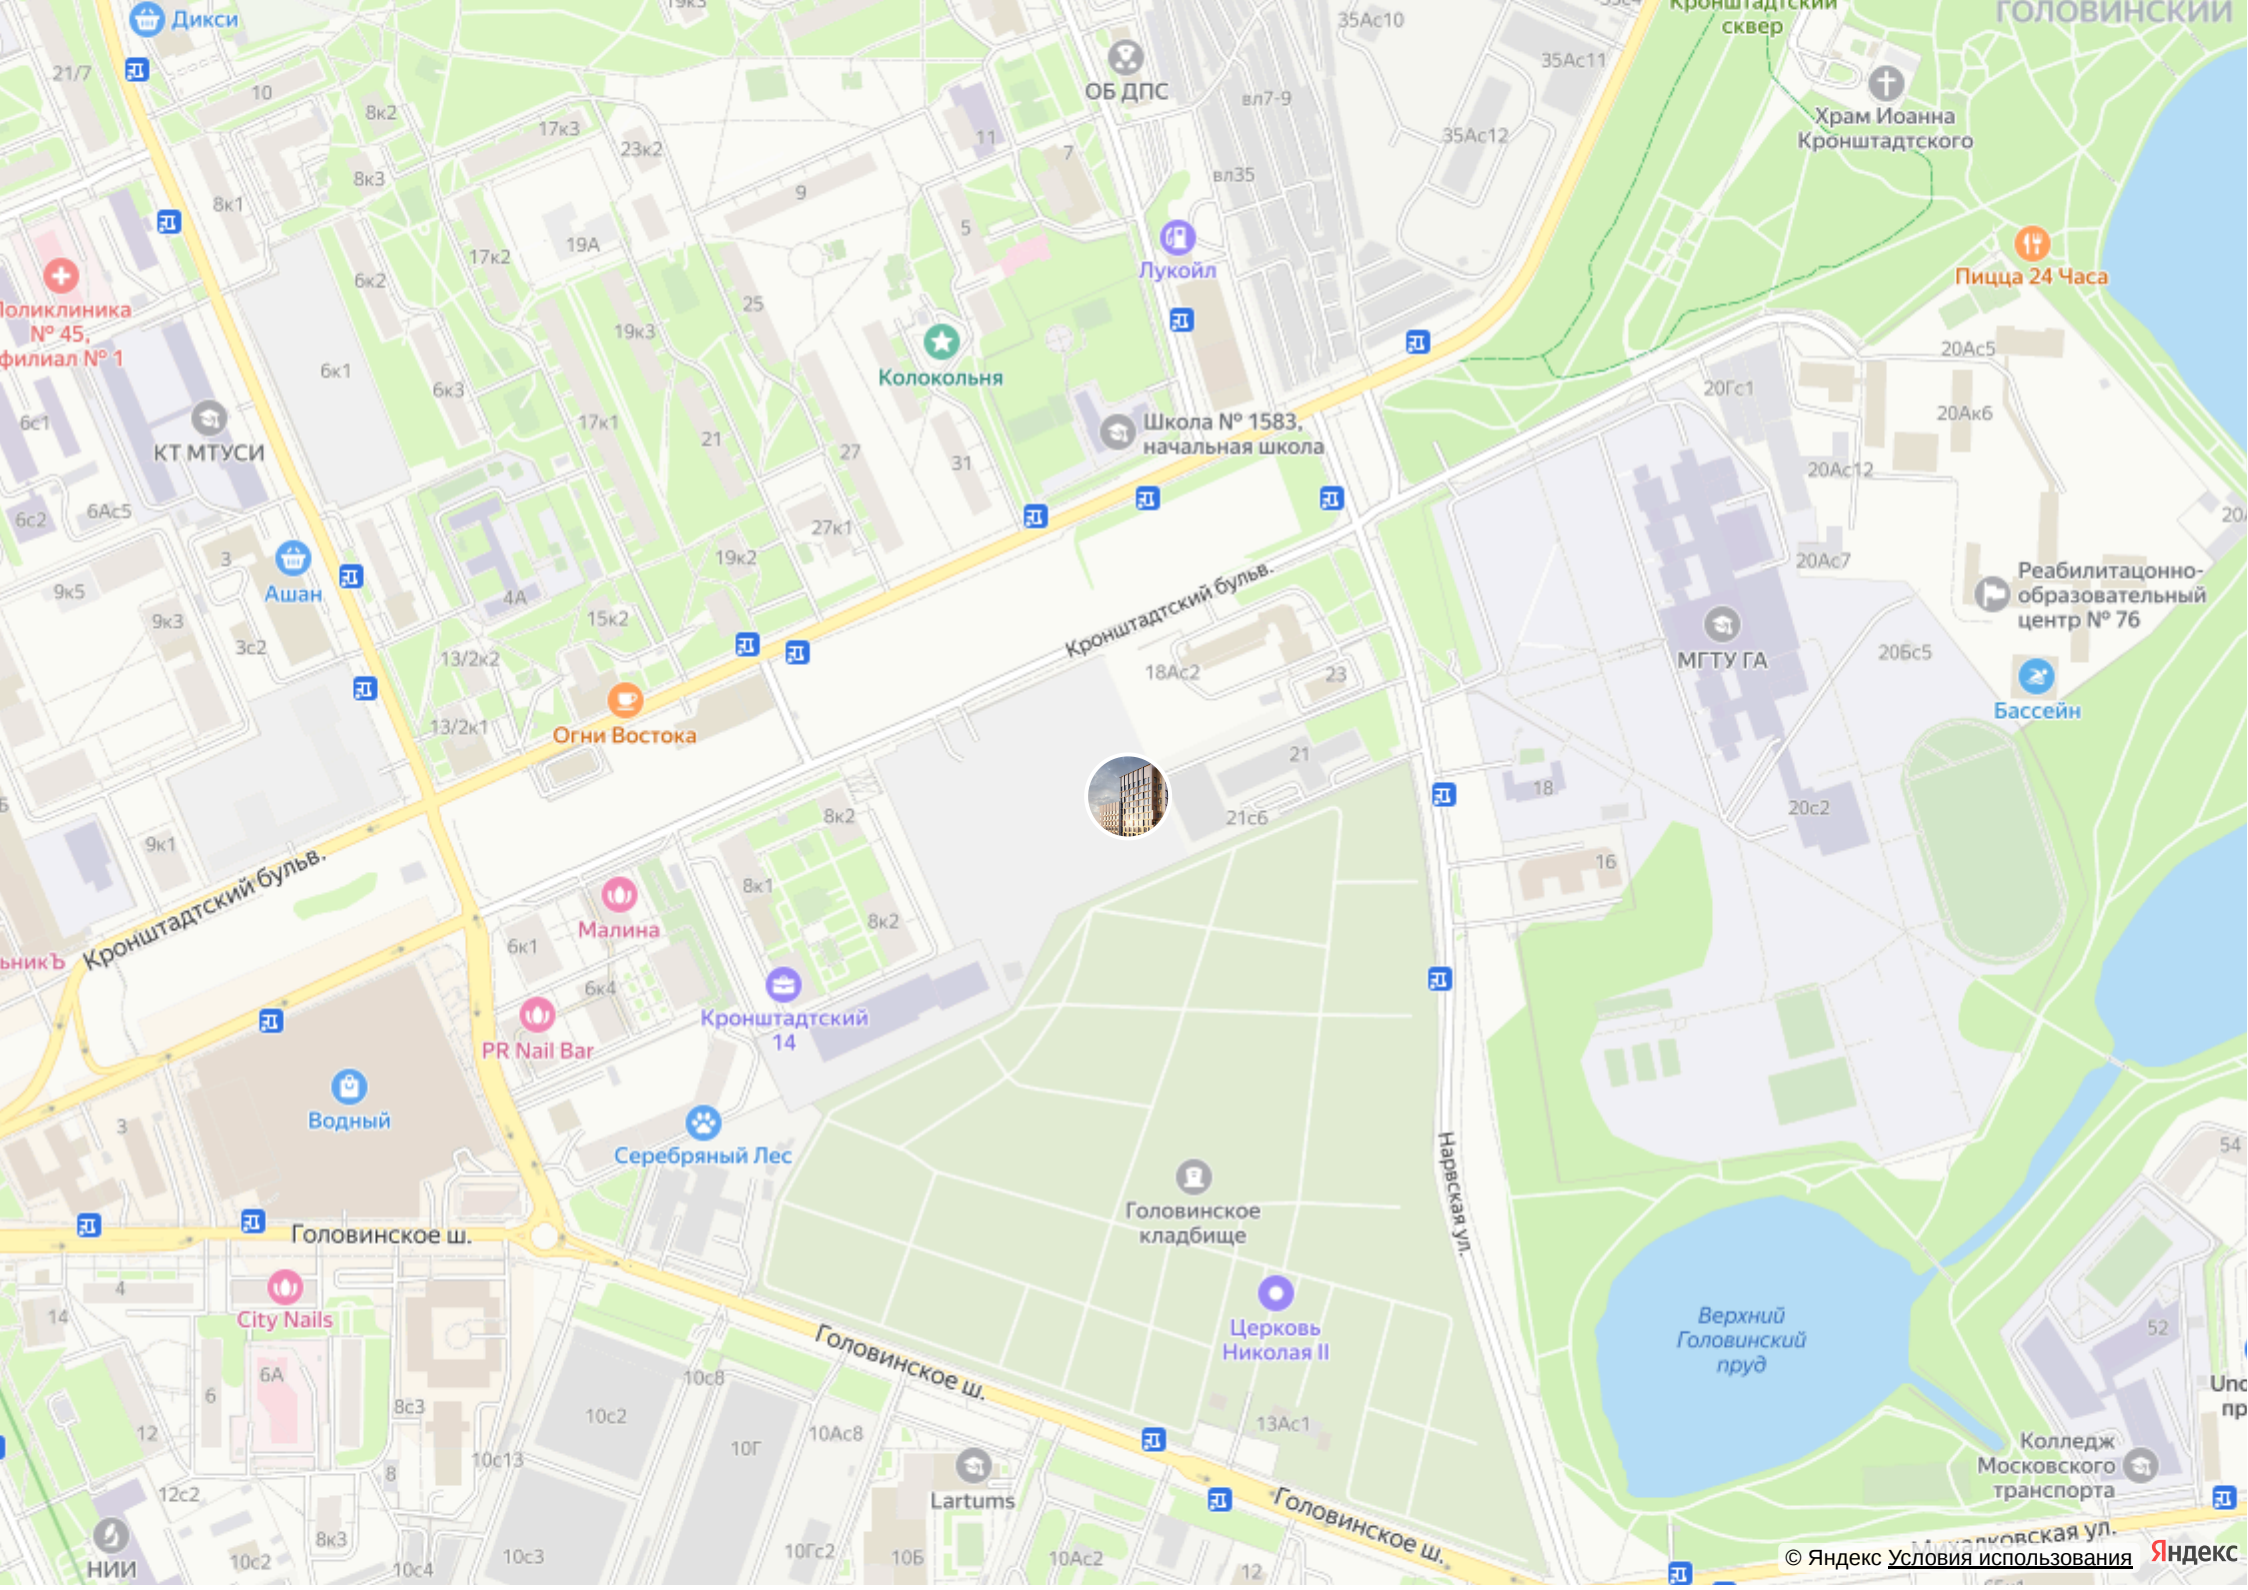 Дикси
19к3
35Ас10
Кронштадтский
сквер
ГОЛОВИНСКИЙ
21/7
10
8к2
17к3
23к2
ОБ ДПС
вл7-9
35Ас11
35Ас12
Храм Иоанна
Кронштадтского
11
7
8к3
8к1
9
вл35
5
19А
17к2
6к2
25
Лукойл
Пицца 24 Часа
Поликлиника
№ 45,
филиал № 1
19к3
6к1
6к3
Колокольня
20Ас5
20Гс1
20Ак6
6с1
КТ МТУСИ
17к1
21
27
31
Школа № 1583,
начальная школа
20Ас12
6с2
6Ас5
27к1
3
Ашан
9к5
9к3
3с2
4А
19к2
15к2
20Ас7
Реабилитацонно-
образовательный
центр № 76
Кронштадтский бульв.
13/2к2
18Ас2
23
МГТУ ГА
20Бс5
Бассейн
13/2к1
Огни Востока
21
18
20с2
21с6
8к2
9к1
16
Кронштадтский бульв.
8к1
8к2
Малина
6к1
ьникЪ
6к4
Кронштадтский
14
PR Nail Bar
Водный
3
Серебряный Лес
54
Нарвская ул.
Головинское
кладбище
Головинское ш.
4
14
City Nails
Церковь
Николая II
Верхний
Головинский
пруд
52
Головинское ш.
6А
6
8с3
10с8
10с2
12
10Г
10Ас8
13Ас1
10с13
8
Колледж
Московского
транспорта
Lartums
12с2
8к3
НИИ
10с2
10с4
10с3
10Гс2
10Б
10Ас2
12
Головинское ш.
Михалковская ул.
© Яндекс Условия использования
Яндекс